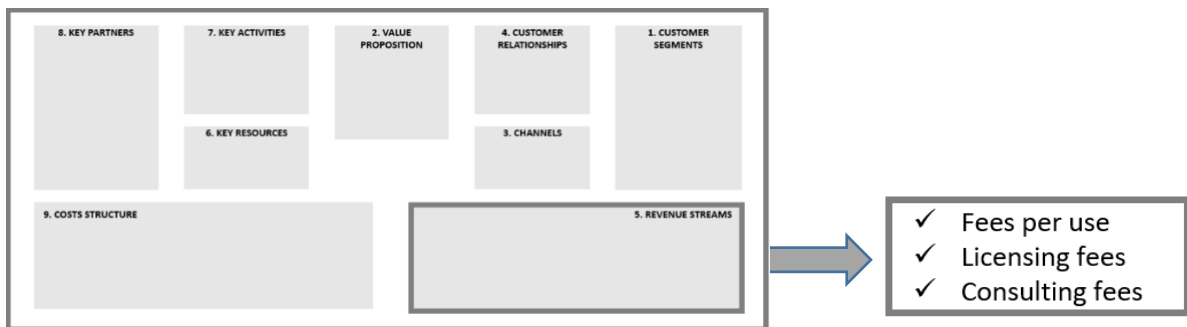 8. KEY PARTNERS
7. KEY ACTIVITIES
2. VALUE
PROPOSITION
4. CUSTOMER
RELATIONSHIPS
1. CUSTOMER
SEGMENTS
6. KEY RESOURCES
3. CHANNELS
9. COSTS STRUCTURE
5. REVENUE STREAMS
✓ Fees per use
✓ Licensing fees
✓ Consulting fees